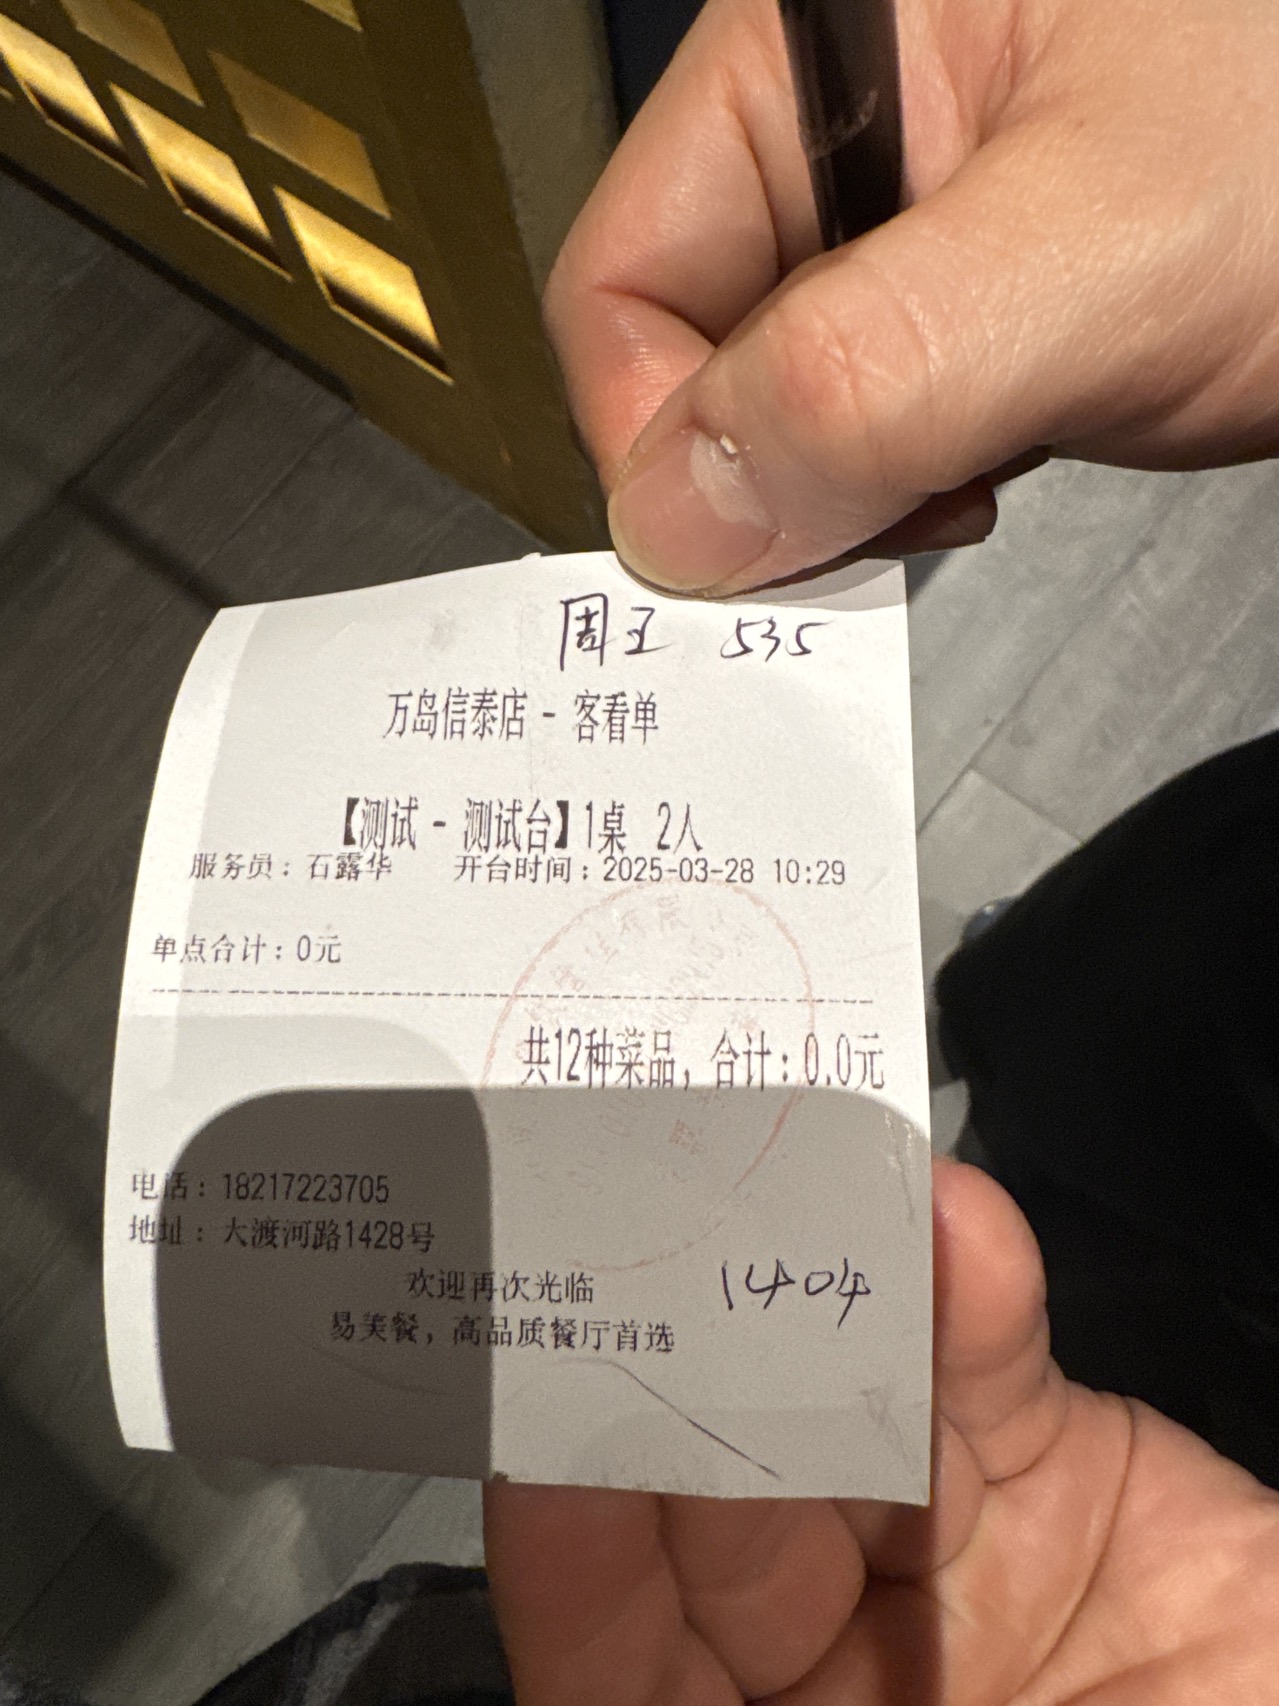 周王 535
万岛信泰店 - 客看单
【测试 - 测试台】1桌 2人
服务员：石露华 开台时间：2025-03-28 10:29
单点合计：0元
共12种菜品，合计：0.0元
电话：18217223705
地址：大渡河路1428号
欢迎再次光临
1404
易美餐，高品质餐厅首选